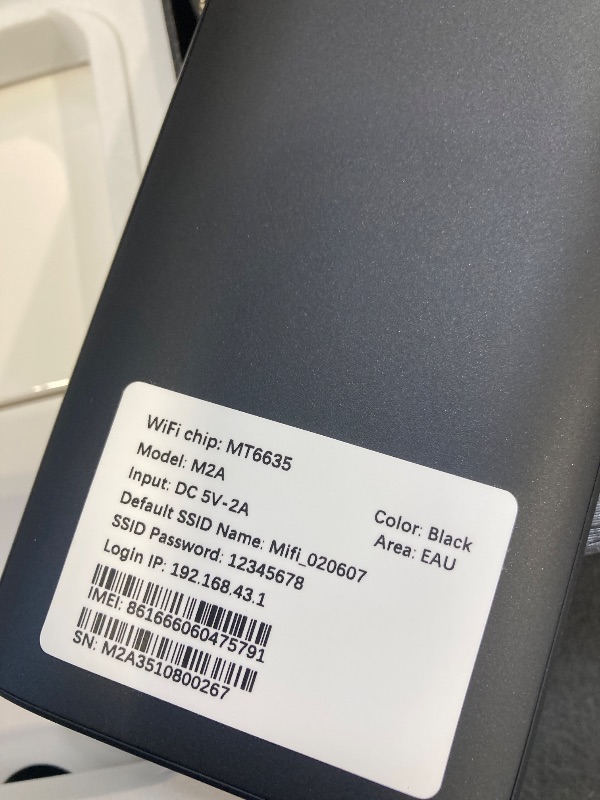 WiFi chip: MT6635
Model: M2A
Input: DC 5V-2A
Color: Black
Default SSID Name: Mifi_020607
Area: EAU
SSID Password: 12345678
Login IP: 192.168.43.1
IMEI: 861666060475791
SN: M2A3510800267